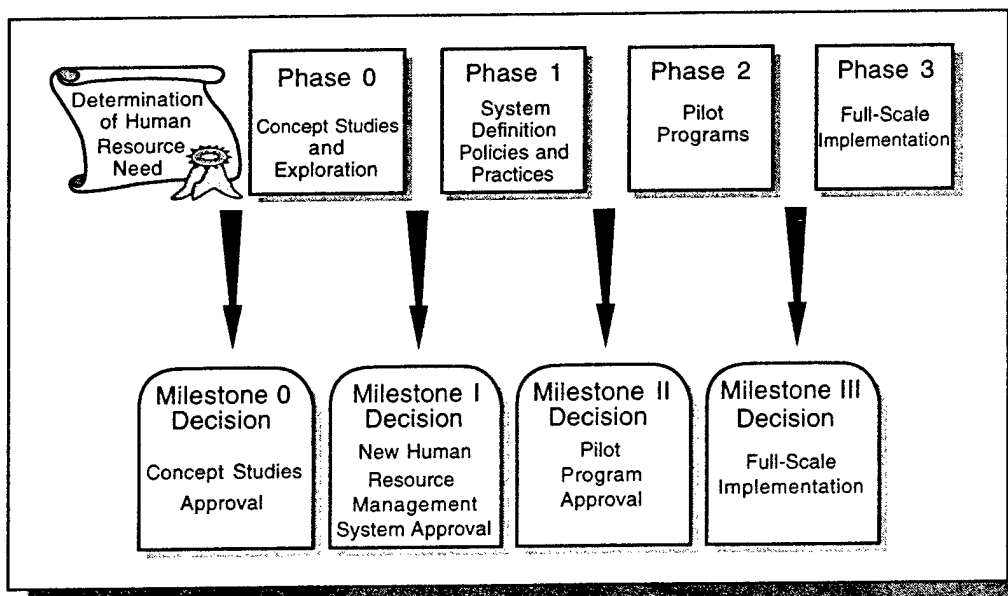 Determination
of Human
Resource
Need
Phase 0
Concept Studies
and
Exploration
Phase 1
System
Definition
Policies and
Practices
Phase 2
Pilot
Programs
Phase 3
Full-Scale
Implementation
Milestone 0
Decision
Concept Studies
Approval
Milestone I
Decision
New Human
Resource
Management
System Approval
Milestone II
Decision
Pilot
Program
Approval
Milestone III
Decision
Full-Scale
Implementation